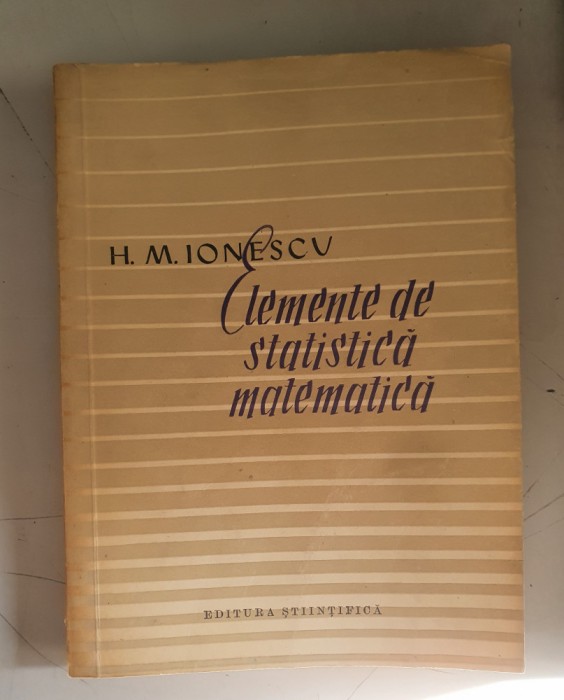 H. M. IONESCU
Elemente de
statistică
matematică
EDITURA ȘTIINȚIFICĂ